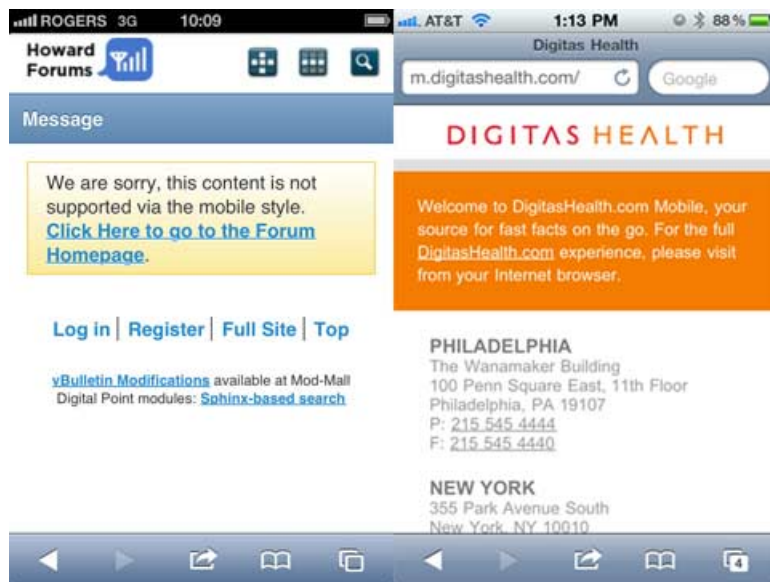 ROGERS 3G 10:09
Howard
Forums
Message
We are sorry, this content is not
supported via the mobile style.
Click Here to go to the Forum
Homepage.
Log in | Register | Full Site | Top
vBulletin Modifications available at Mod-Mall
Digital Point modules: Sphinx-based search
AT&T 1:13 PM 88%
Digitas Health
m.digitashealth.com/ Google
DIGITAS HEALTH
Welcome to DigitasHealth.com Mobile, your
source for fast facts on the go. For the full
DigitasHealth.com experience, please visit
from your Internet browser.
PHILADELPHIA
The Wanamaker Building
100 Penn Square East, 11th Floor
Philadelphia, PA 19107
P: 215 545 4444
F: 215 545 4440
NEW YORK
355 Park Avenue South
New York, NY 10010
4